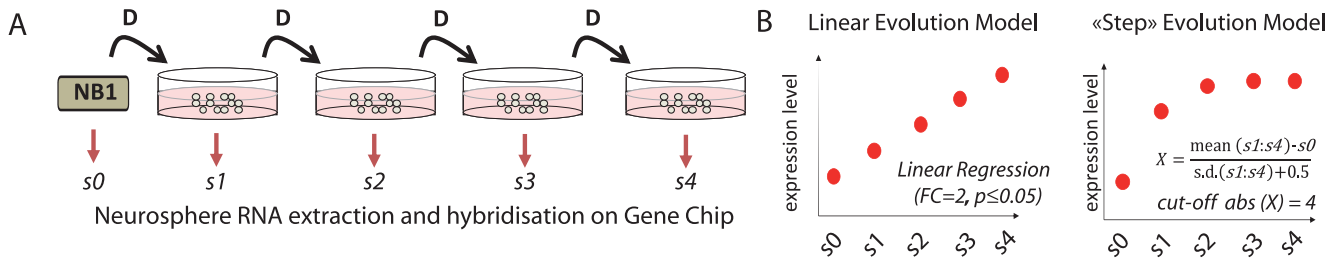 A
D
D
D
D
NB1
s0
s1
s2
s3
s4
Neurosphere RNA extraction and hybridisation on Gene Chip
B
Linear Evolution Model
expression level
Linear Regression
(FC=2, p≤0.05)
s0
s1
s2
s3
s4
«Step» Evolution Model
expression level
X = mean (s1:s4)-s0 / s.d.(s1:s4)+0.5
cut-off abs (X) = 4
s0
s1
s2
s3
s4